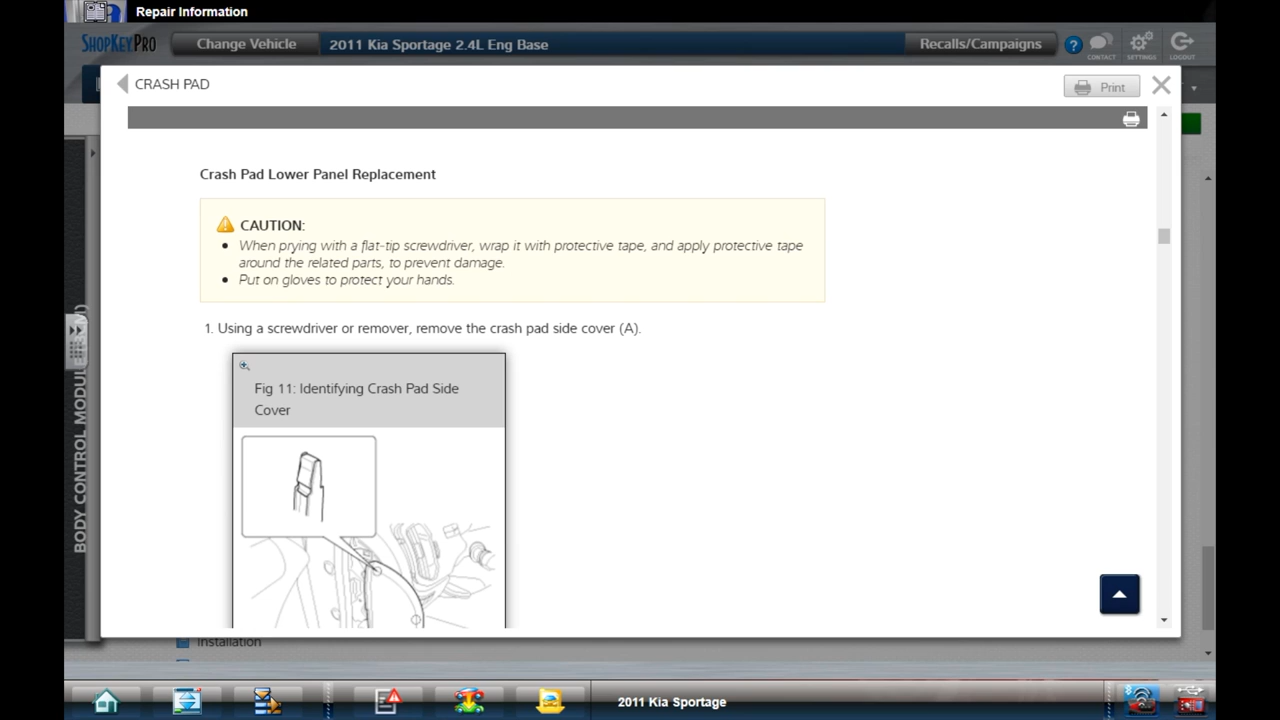 Repair Information
SHOPKEYPRO
Change Vehicle
2011 Kia Sportage 2.4L Eng Base
Recalls/Campaigns
?
CONTACT
SETTINGS
LOGOUT
CRASH PAD
Print
Crash Pad Lower Panel Replacement
CAUTION:
• When prying with a flat-tip screwdriver, wrap it with protective tape, and apply protective tape
around the related parts, to prevent damage.
• Put on gloves to protect your hands.
1. Using a screwdriver or remover, remove the crash pad side cover (A).
Fig 11: Identifying Crash Pad Side
Cover
BODY CONTROL MODULE
Installation
2011 Kia Sportage